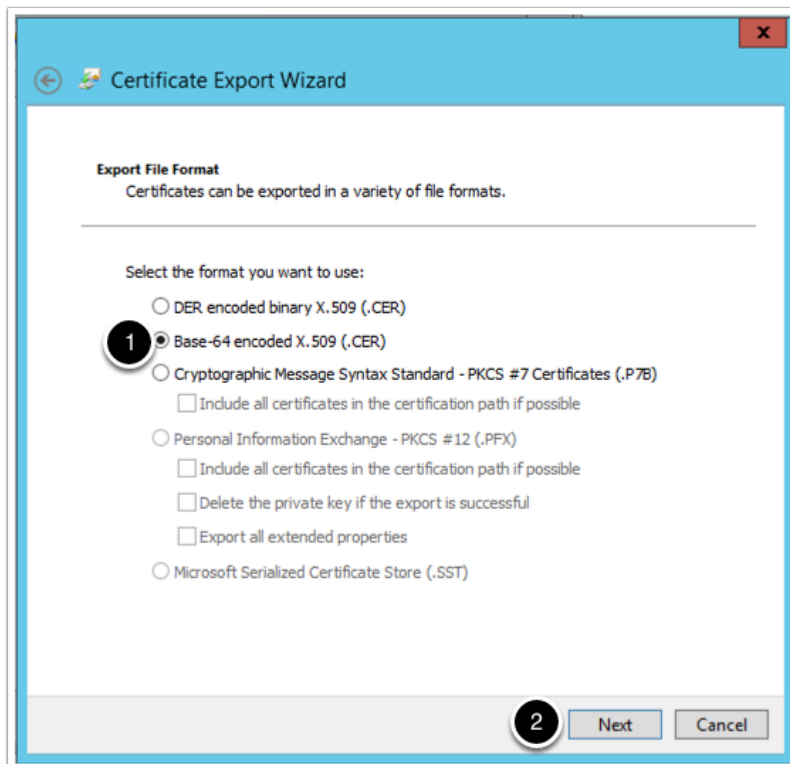 x
Certificate Export Wizard
Export File Format
Certificates can be exported in a variety of file formats.
Select the format you want to use:
DER encoded binary X.509 (.CER)
1
Base-64 encoded X.509 (.CER)
Cryptographic Message Syntax Standard - PKCS #7 Certificates (.P7B)
Include all certificates in the certification path if possible
Personal Information Exchange - PKCS #12 (.PFX)
Include all certificates in the certification path if possible
Delete the private key if the export is successful
Export all extended properties
Microsoft Serialized Certificate Store (.SST)
2 Next Cancel